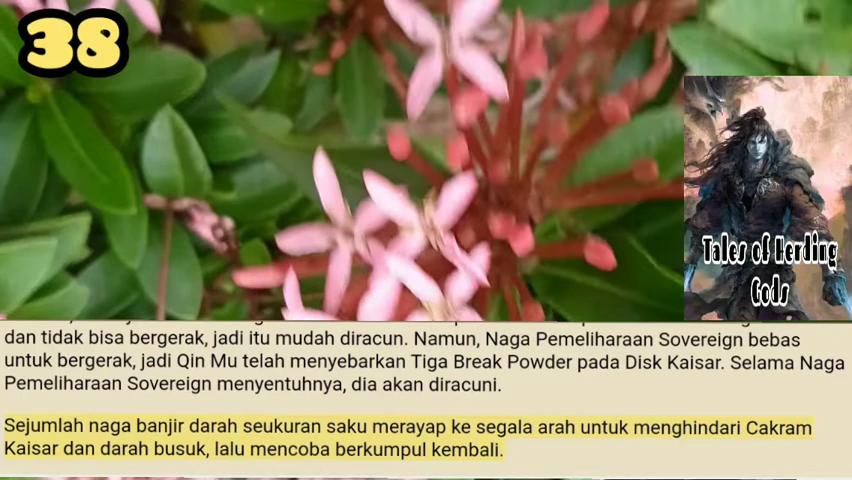 38
Tales of Herding
Gods
dan tidak bisa bergerak, jadi itu mudah diracun. Namun, Naga Pemeliharaan Sovereign bebas
untuk bergerak, jadi Qin Mu telah menyebarkan Tiga Break Powder pada Disk Kaisar. Selama Naga
Pemeliharaan Sovereign menyentuhnya, dia akan diracuni.
Sejumlah naga banjir darah seukuran saku merayap ke segala arah untuk menghindari Cakram
Kaisar dan darah busuk, lalu mencoba berkumpul kembali.